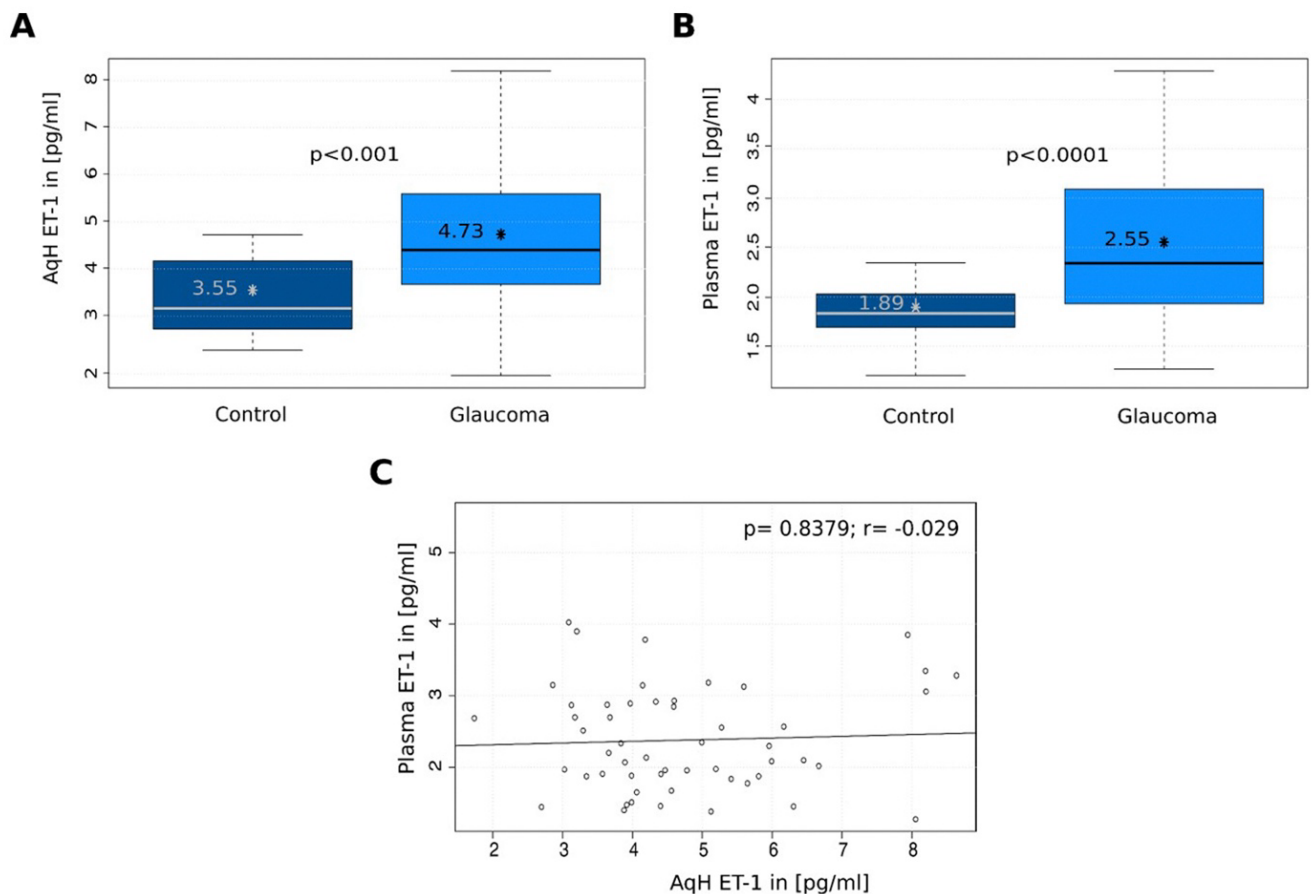 A
AqH ET-1 in [pg/ml]
8
7
6
5
4
3
2
p<0.001
3.55
4.73
Control
Glaucoma
B
Plasma ET-1 in [pg/ml]
4
3.5
3.0
2.5
2.0
1.5
p<0.0001
1.89
2.55
Control
Glaucoma
C
Plasma ET-1 in [pg/ml]
5
4
3
2
p= 0.8379; r= -0.029
2 3 4 5 6 7 8
AqH ET-1 in [pg/ml]